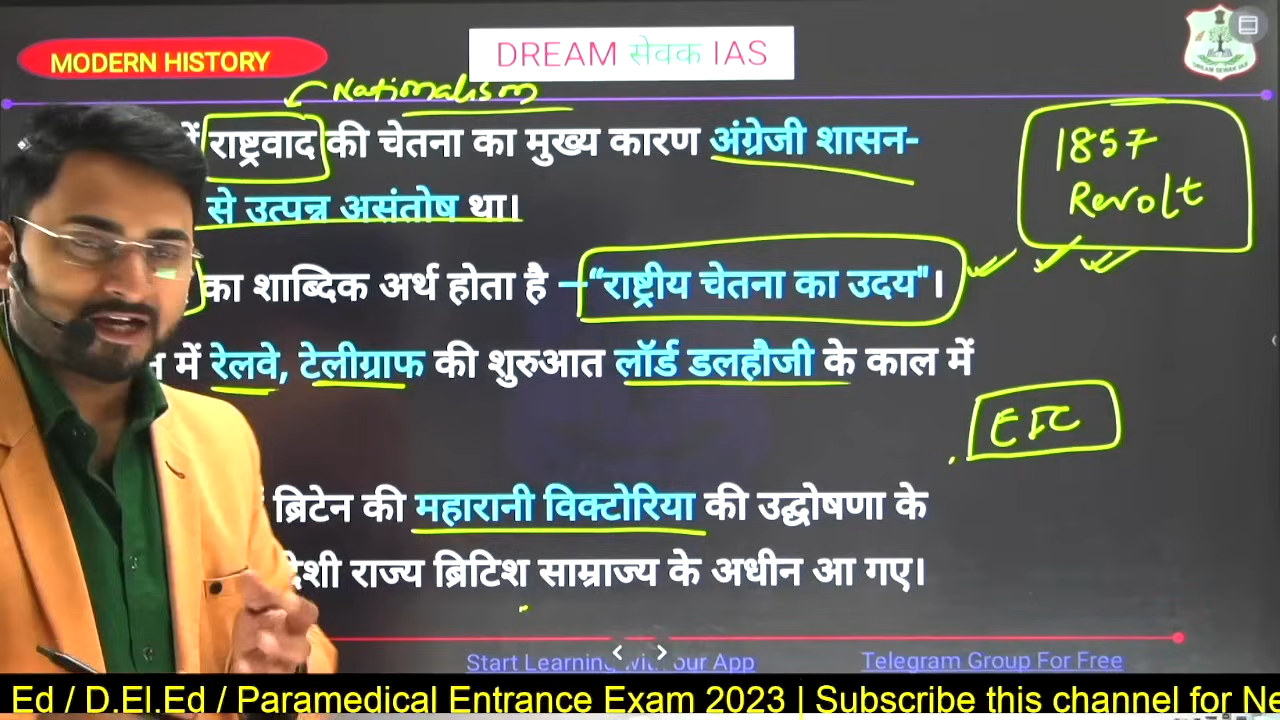 MODERN HISTORY
DREAM सेवक IAS
Nationalism
में राष्ट्रवाद की चेतना का मुख्य कारण अंग्रेजी शासन-
से उत्पन्न असंतोष था।
1857
Revolt
का शाब्दिक अर्थ होता है – “राष्ट्रीय चेतना का उदय"।
में रेलवे, टेलीग्राफ की शुरुआत लॉर्ड डलहौजी के काल में
EIC
ब्रिटेन की महारानी विक्टोरिया की उद्घोषणा के
राज्य ब्रिटिश साम्राज्य के अधीन आ गए।
Start Learning with our App
Telegram Group For Free
Ed / D.El.Ed / Paramedical Entrance Exam 2023 | Subscribe this channel for Ne